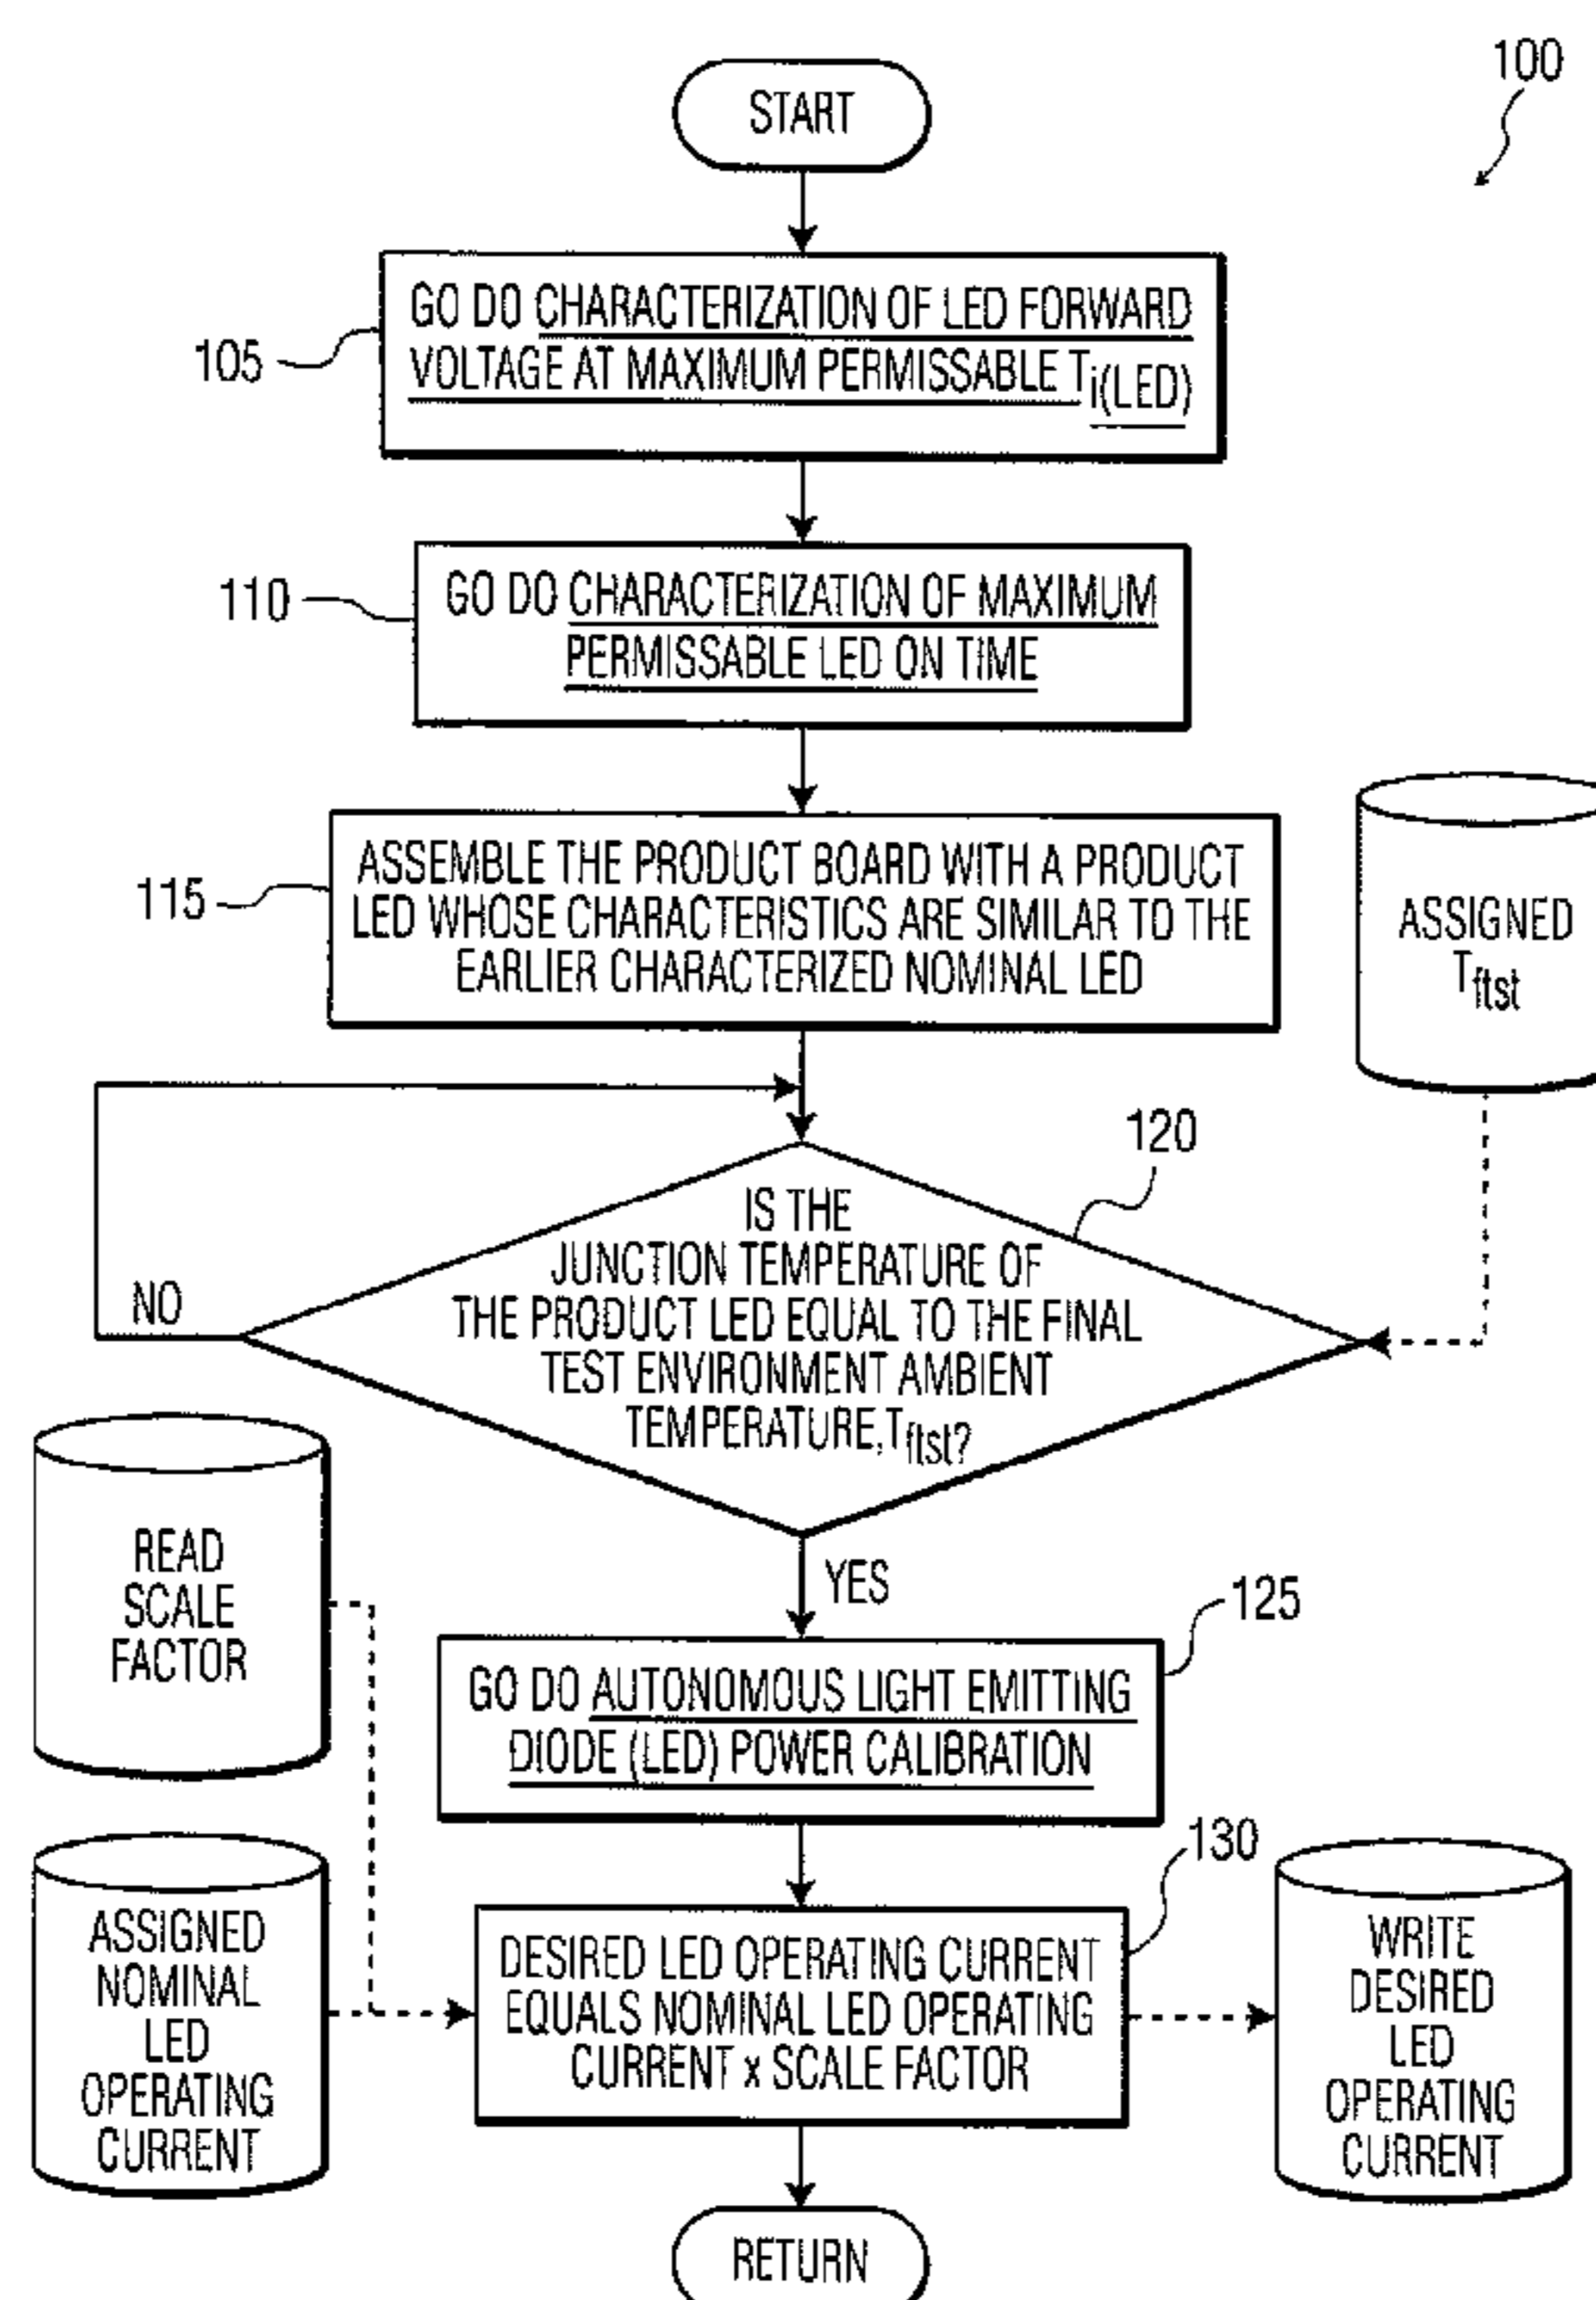 100
START
105
GO DO CHARACTERIZATION OF LED FORWARD
VOLTAGE AT MAXIMUM PERMISSABLE Ti(LED)
110
GO DO CHARACTERIZATION OF MAXIMUM
PERMISSABLE LED ON TIME
115
ASSEMBLE THE PRODUCT BOARD WITH A PRODUCT
LED WHOSE CHARACTERISTICS ARE SIMILAR TO THE
EARLIER CHARACTERIZED NOMINAL LED
ASSIGNED
Tftst
120
IS THE
JUNCTION TEMPERATURE OF
THE PRODUCT LED EQUAL TO THE FINAL
TEST ENVIRONMENT AMBIENT
TEMPERATURE,Tftst?
NO
YES
READ
SCALE
FACTOR
125
GO DO AUTONOMOUS LIGHT EMITTING
DIODE (LED) POWER CALIBRATION
130
ASSIGNED
NOMINAL
LED
OPERATING
CURRENT
DESIRED LED OPERATING CURRENT
EQUALS NOMINAL LED OPERATING
CURRENT x SCALE FACTOR
WRITE
DESIRED
LED
OPERATING
CURRENT
RETURN